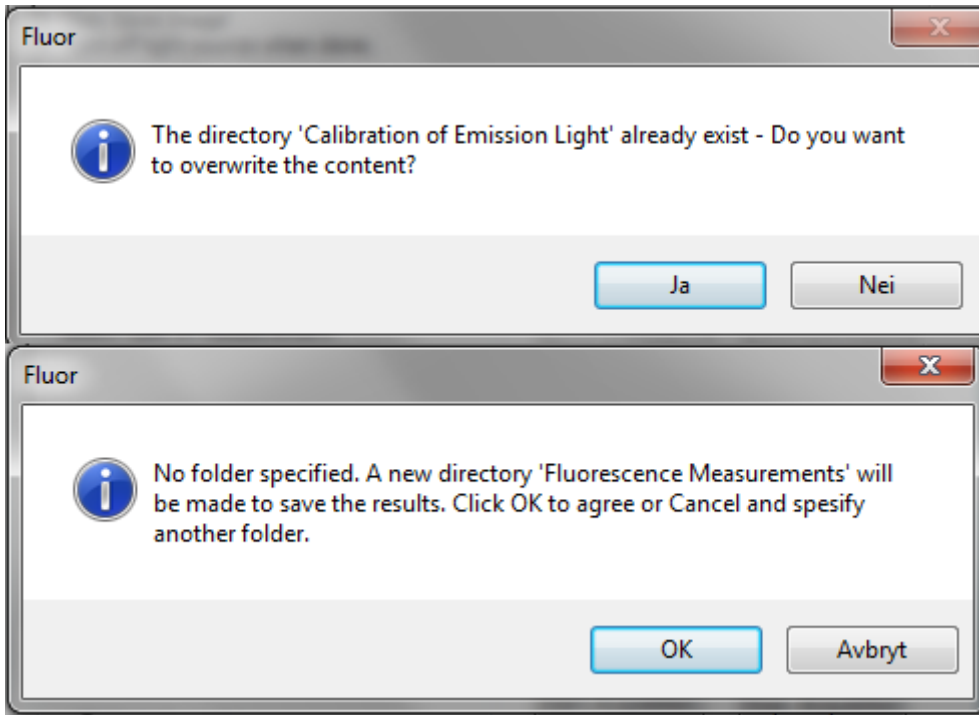 Fluor
The directory 'Calibration of Emission Light' already exist - Do you want
to overwrite the content?
Ja
Nei
Fluor
No folder specified. A new directory 'Fluorescence Measurements' will
be made to save the results. Click OK to agree or Cancel and spesify
another folder.
OK
Avbryt